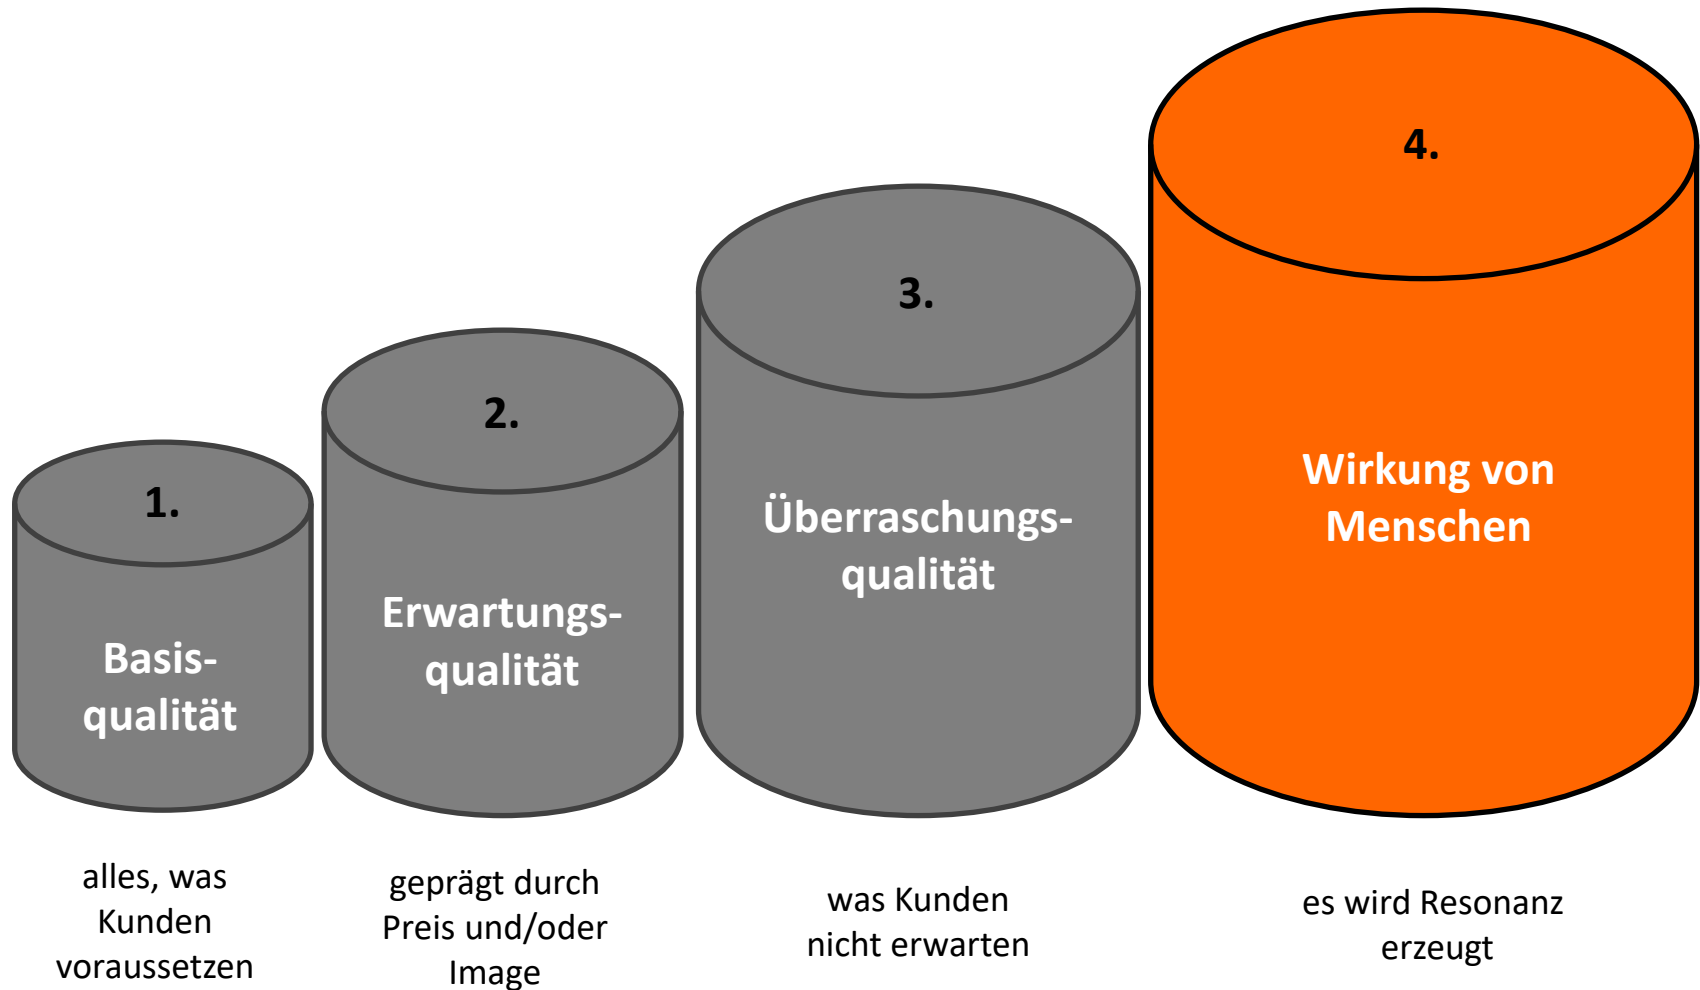 1.
Basis-
qualität
alles, was
Kunden
voraussetzen
2.
Erwartungs-
qualität
geprägt durch
Preis und/oder
Image
3.
Überraschungs-
qualität
was Kunden
nicht erwarten
4.
Wirkung von
Menschen
es wird Resonanz
erzeugt